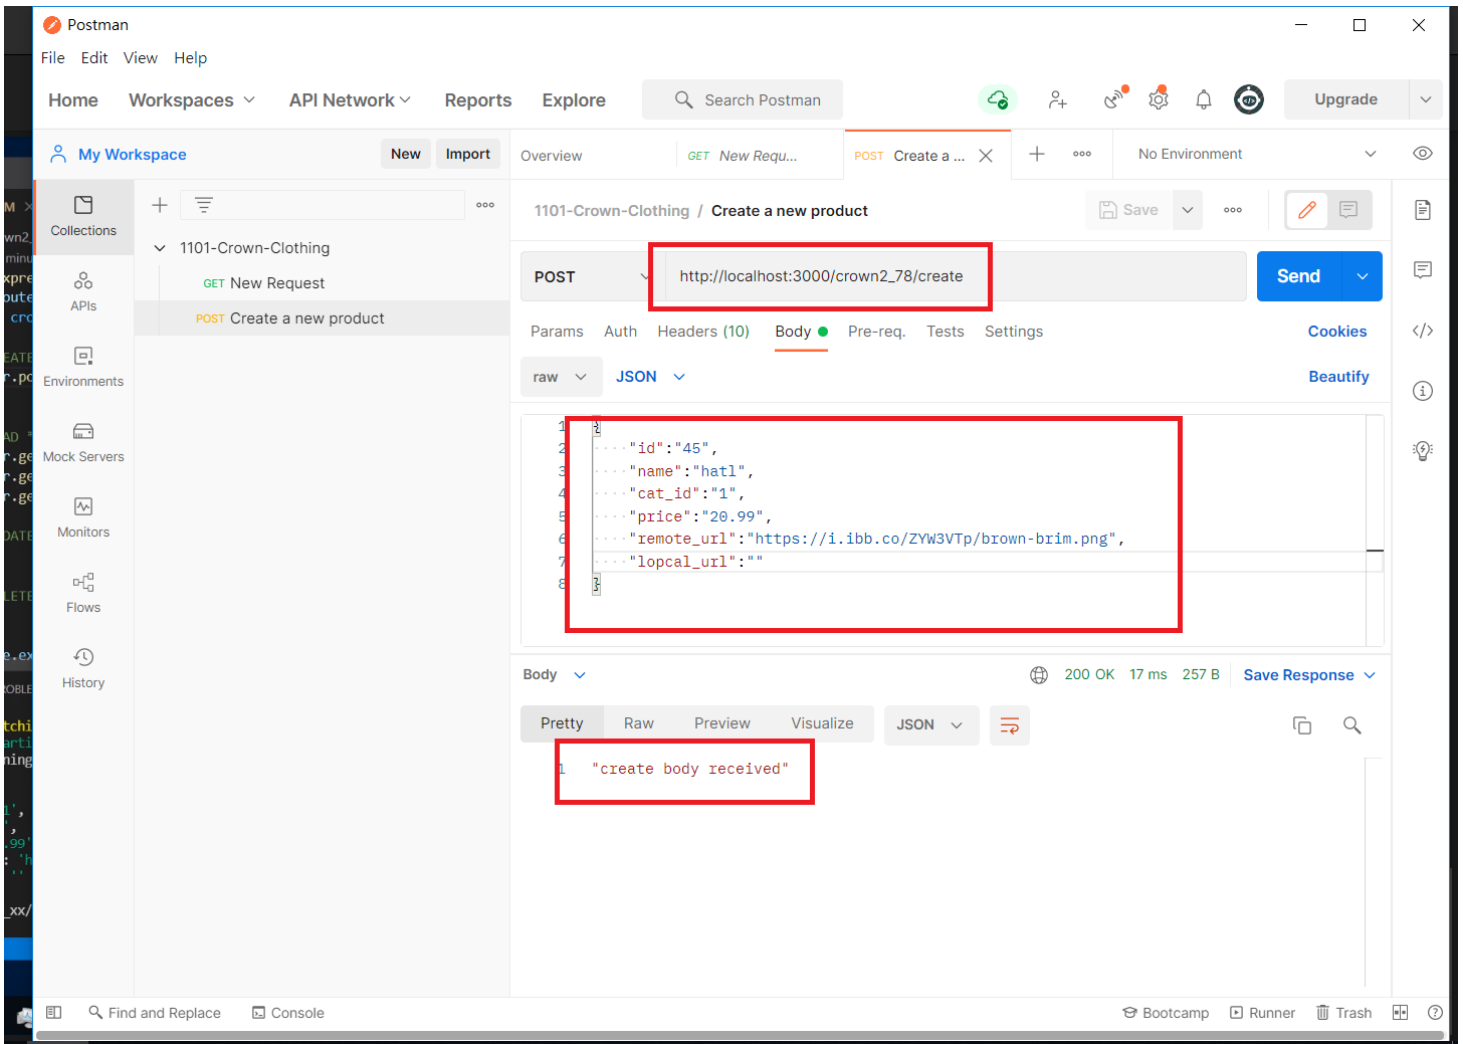 Postman
File Edit View Help
Home Workspaces API Network Reports Explore Search Postman Upgrade
My Workspace New Import Overview GET New Requ... POST Create a ... No Environment
Collections
APIs
Environments
Mock Servers
Monitors
Flows
History
1101-Crown-Clothing
GET New Request
POST Create a new product
1101-Crown-Clothing / Create a new product Save
POST http://localhost:3000/crown2_78/create Send
Params Auth Headers (10) Body Pre-req. Tests Settings Cookies
raw JSON Beautify
1 {
2 "id":"45",
3 "name":"hatl",
4 "cat_id":"1",
5 "price":"20.99",
6 "remote_url":"https://i.ibb.co/ZYW3VTp/brown-brim.png",
7 "lopcal_url":""
8 }
Body 200 OK 17 ms 257 B Save Response
Pretty Raw Preview Visualize JSON
1 "create body received"
Find and Replace Console Bootcamp Runner Trash